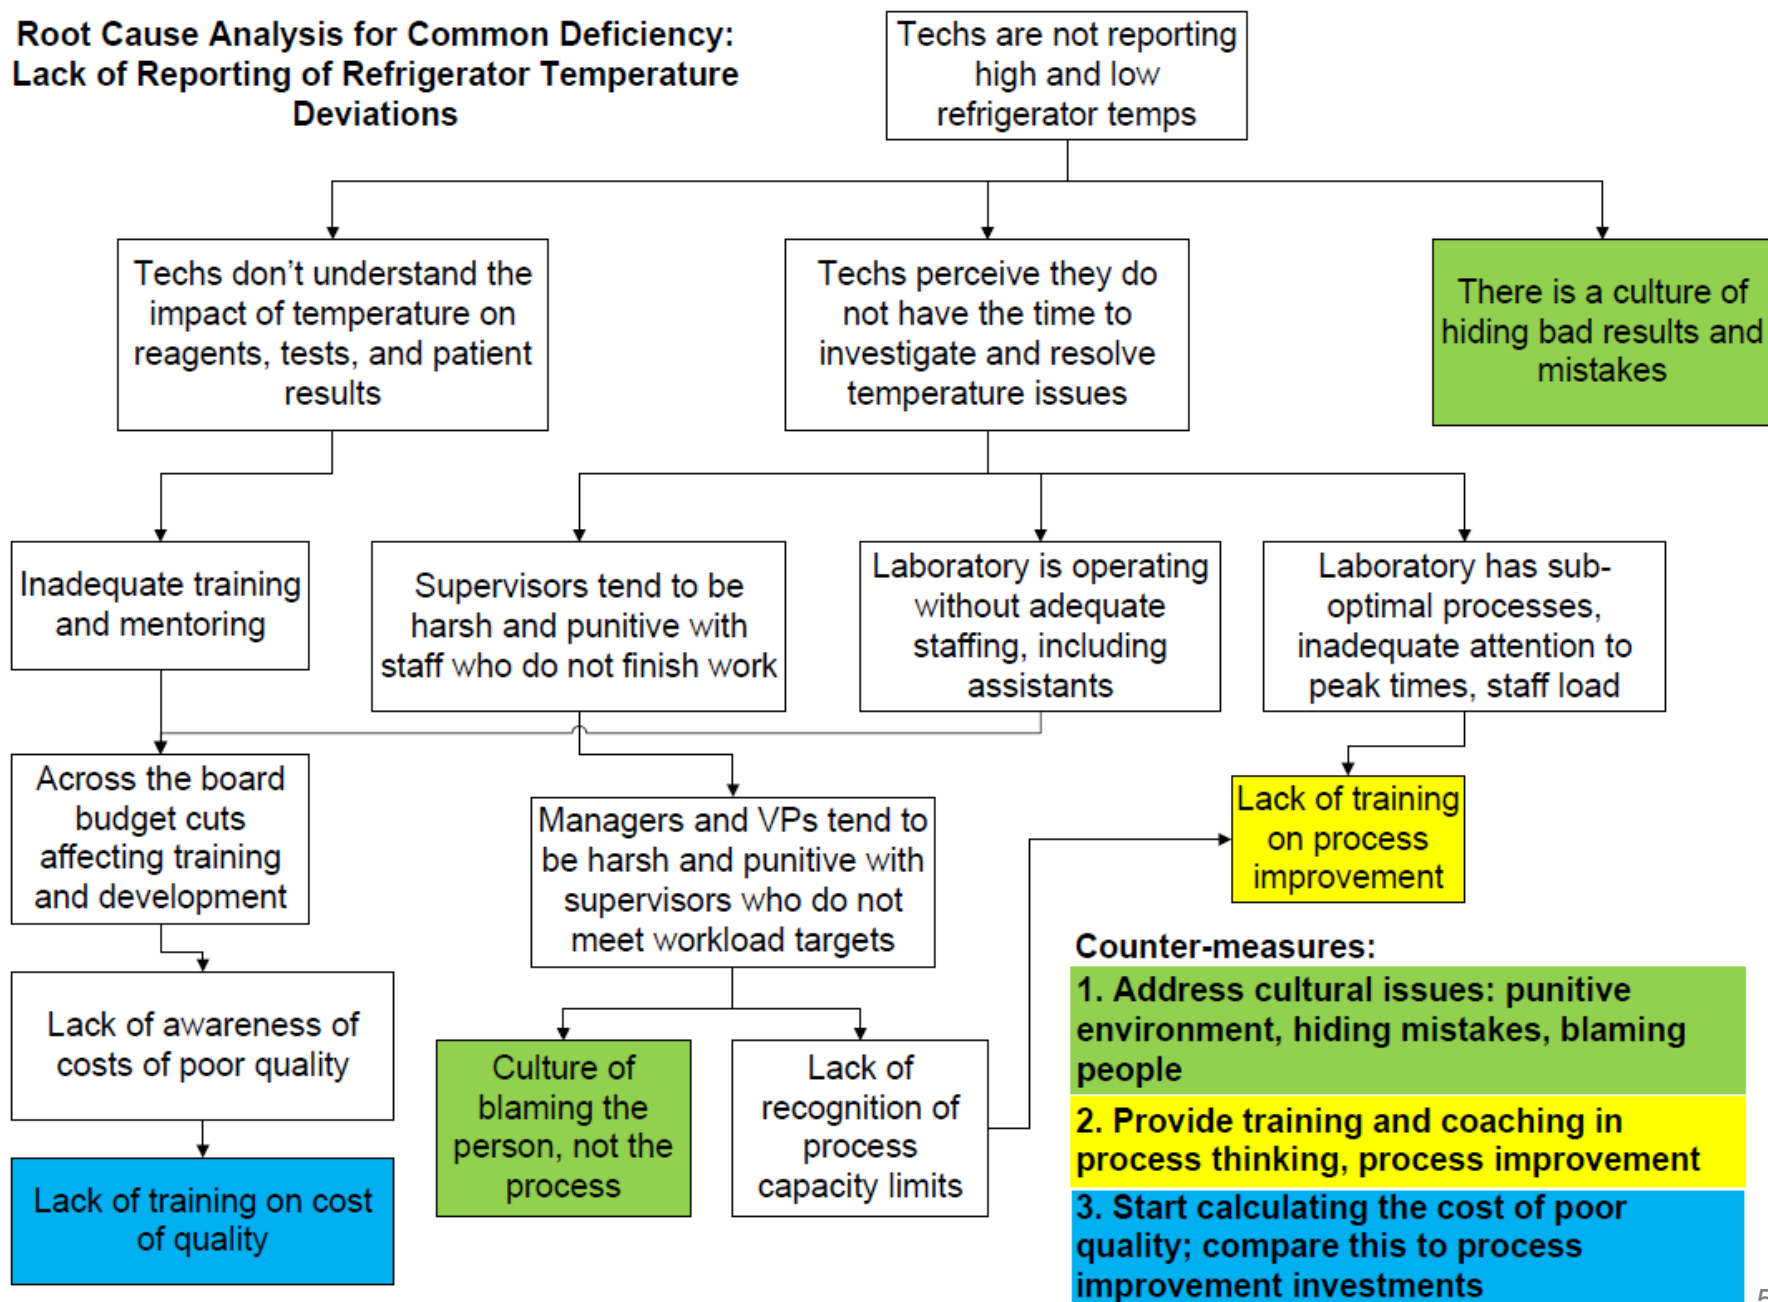 Root Cause Analysis for Common Deficiency:
Lack of Reporting of Refrigerator Temperature
Deviations
Techs are not reporting
high and low
refrigerator temps
Techs don’t understand the
impact of temperature on
reagents, tests, and patient
results
Techs perceive they do
not have the time to
investigate and resolve
temperature issues
There is a culture of
hiding bad results and
mistakes
Inadequate training
and mentoring
Supervisors tend to be
harsh and punitive with
staff who do not finish work
Laboratory is operating
without adequate
staffing, including
assistants
Laboratory has sub-
optimal processes,
inadequate attention to
peak times, staff load
Across the board
budget cuts
affecting training
and development
Managers and VPs tend to
be harsh and punitive with
supervisors who do not
meet workload targets
Lack of training
on process
improvement
Lack of awareness of
costs of poor quality
Culture of
blaming the
person, not the
process
Lack of
recognition of
process
capacity limits
Lack of training on cost
of quality
Counter-measures:
1. Address cultural issues: punitive
environment, hiding mistakes, blaming
people
2. Provide training and coaching in
process thinking, process improvement
3. Start calculating the cost of poor
quality; compare this to process
improvement investments